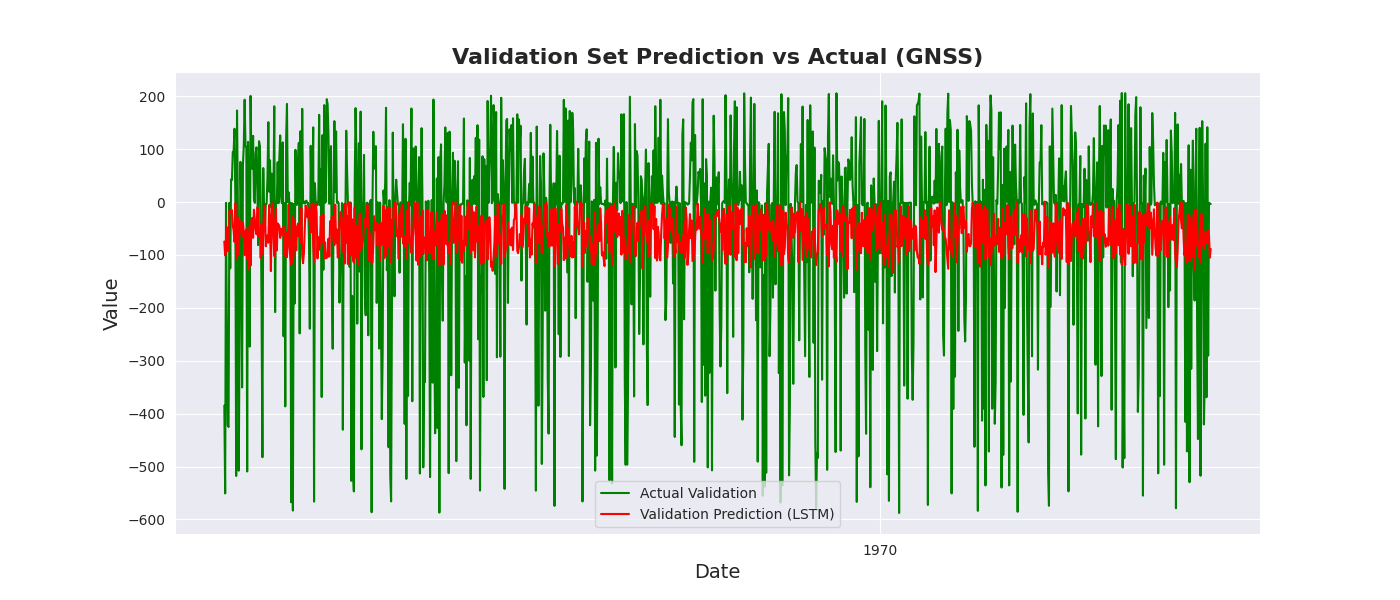 Validation Set Prediction vs Actual (GNSS)
200
100
0
−100
−200
−300
−400
−500
−600
Value
Actual Validation
Validation Prediction (LSTM)
1970
Date